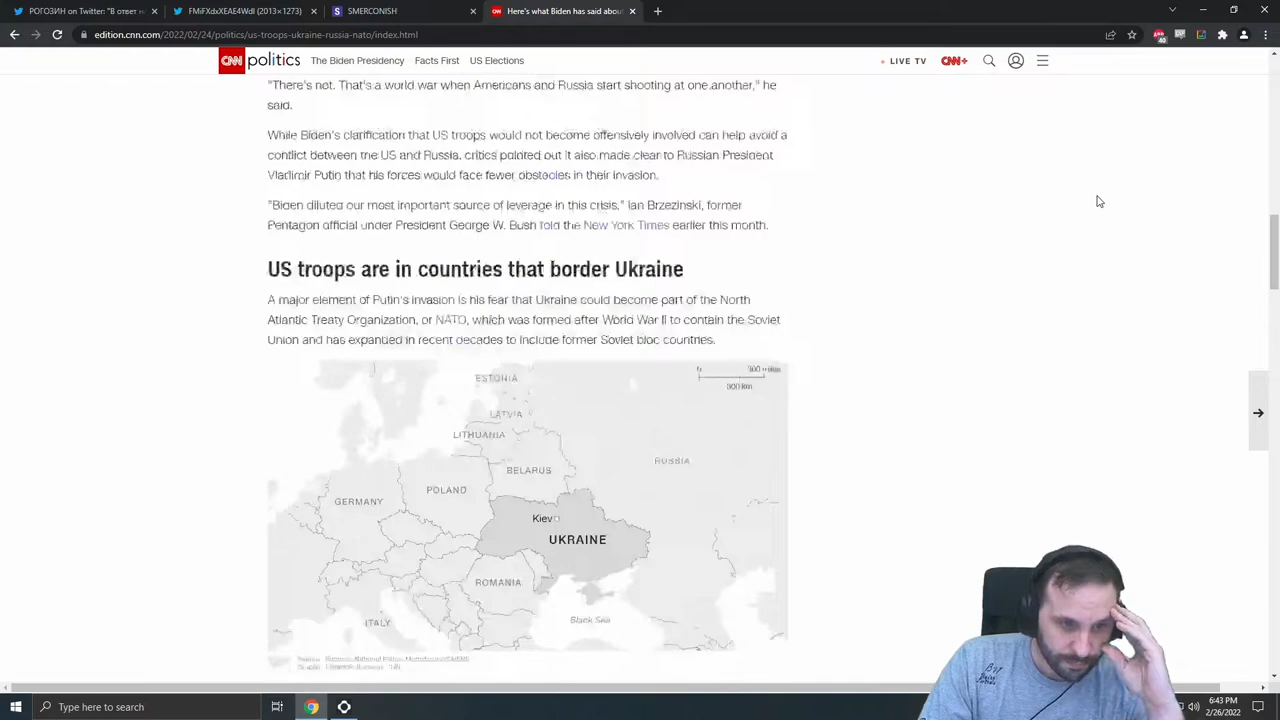 РОГОЗИН on Twitter: "В ответ н
FMiFXdxXEAE4Wdl (2013×1273)
SMERCONISH
Here's what Biden has said about
edition.cnn.com/2022/02/24/politics/us-troops-ukraine-russia-nato/index.html
40
CNN politics The Biden Presidency Facts First US Elections
LIVE TV CNN+
"There's not. That's a world war when Americans and Russia start shooting at one another," he
said.
While Biden's clarification that US troops would not become offensively involved can help avoid a
conflict between the US and Russia, critics pointed out it also made clear to Russian President
Vladimir Putin that his forces would face fewer obstacles in their invasion.
"Biden diluted our most important source of leverage in this crisis," Ian Brzezinski, former
Pentagon official under President George W. Bush told the New York Times earlier this month.
US troops are in countries that border Ukraine
A major element of Putin's invasion is his fear that Ukraine could become part of the North
Atlantic Treaty Organization, or NATO, which was formed after World War II to contain the Soviet
Union and has expanded in recent decades to include former Soviet bloc countries.
300 miles
300 km
ESTONIA
LATVIA
LITHUANIA
RUSSIA
BELARUS
POLAND
GERMANY
Kiev
UKRAINE
ROMANIA
Black Sea
ITALY
Type here to search
6:43 PM
2/26/2022